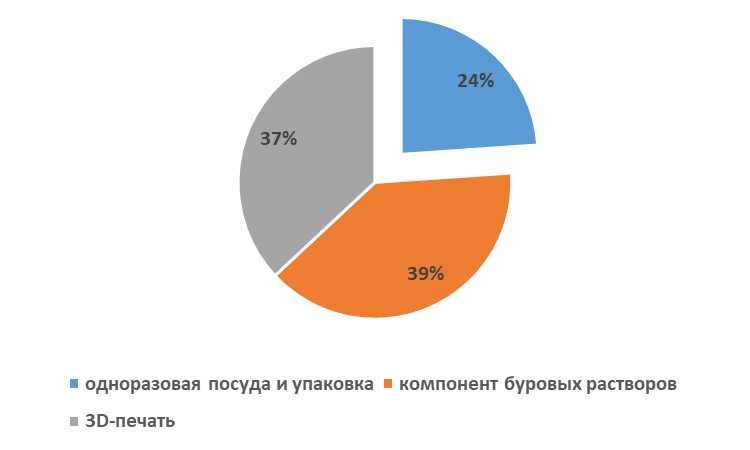 24%
37%
39%
одноразовая посуда и упаковка компонент буровых растворов
3D-печать